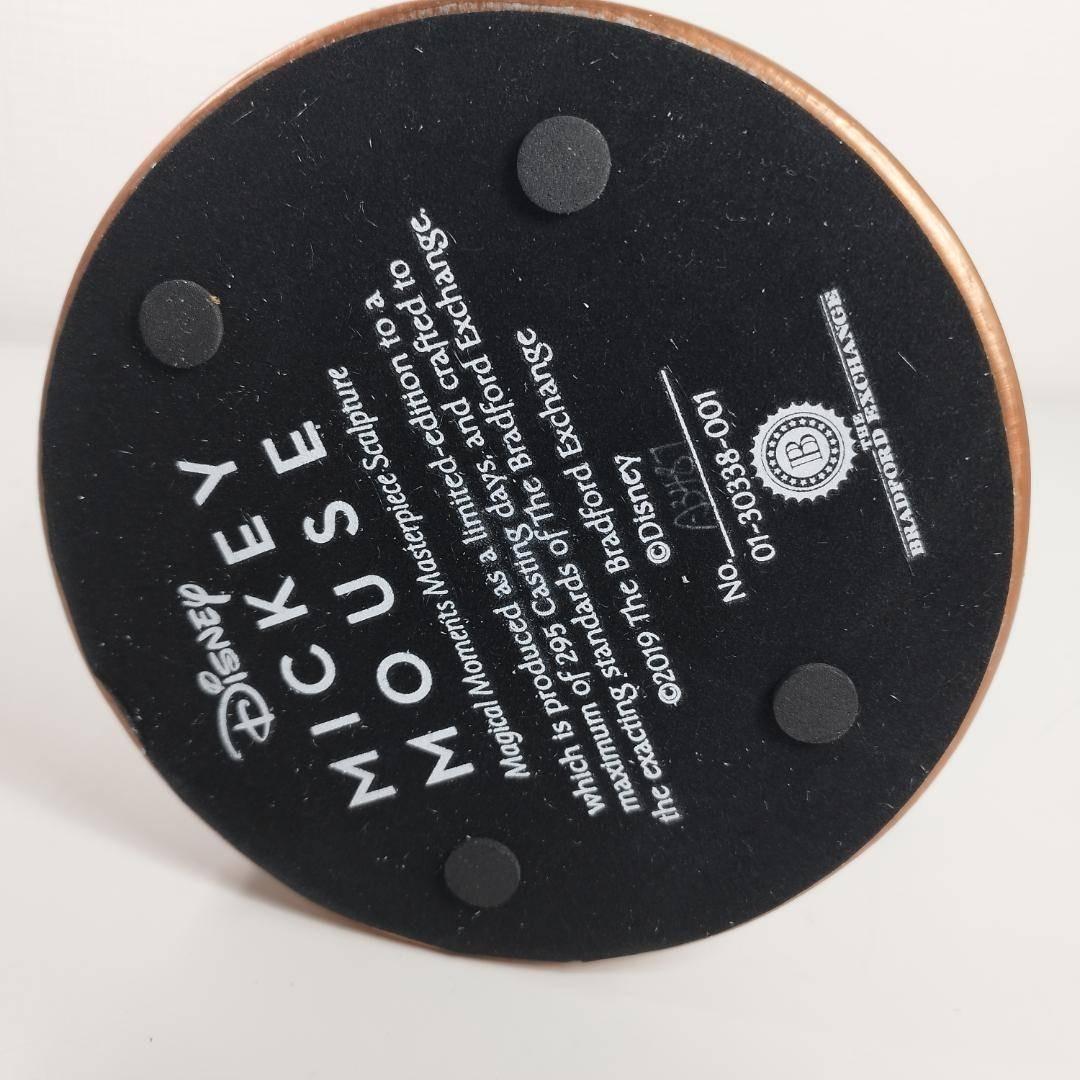 Disney
MICKEY
MOUSE
Magical Moments Masterpiece Sculpture
which is produced as a limited-edition to a
maximum of 295 Casting days, and crafted to
the exacting standards of The Bradford Exchange.
©2019 The Bradford Exchange
©Disney
No.
01-30338-001
B
THE
BRADFORD EXCHANGE